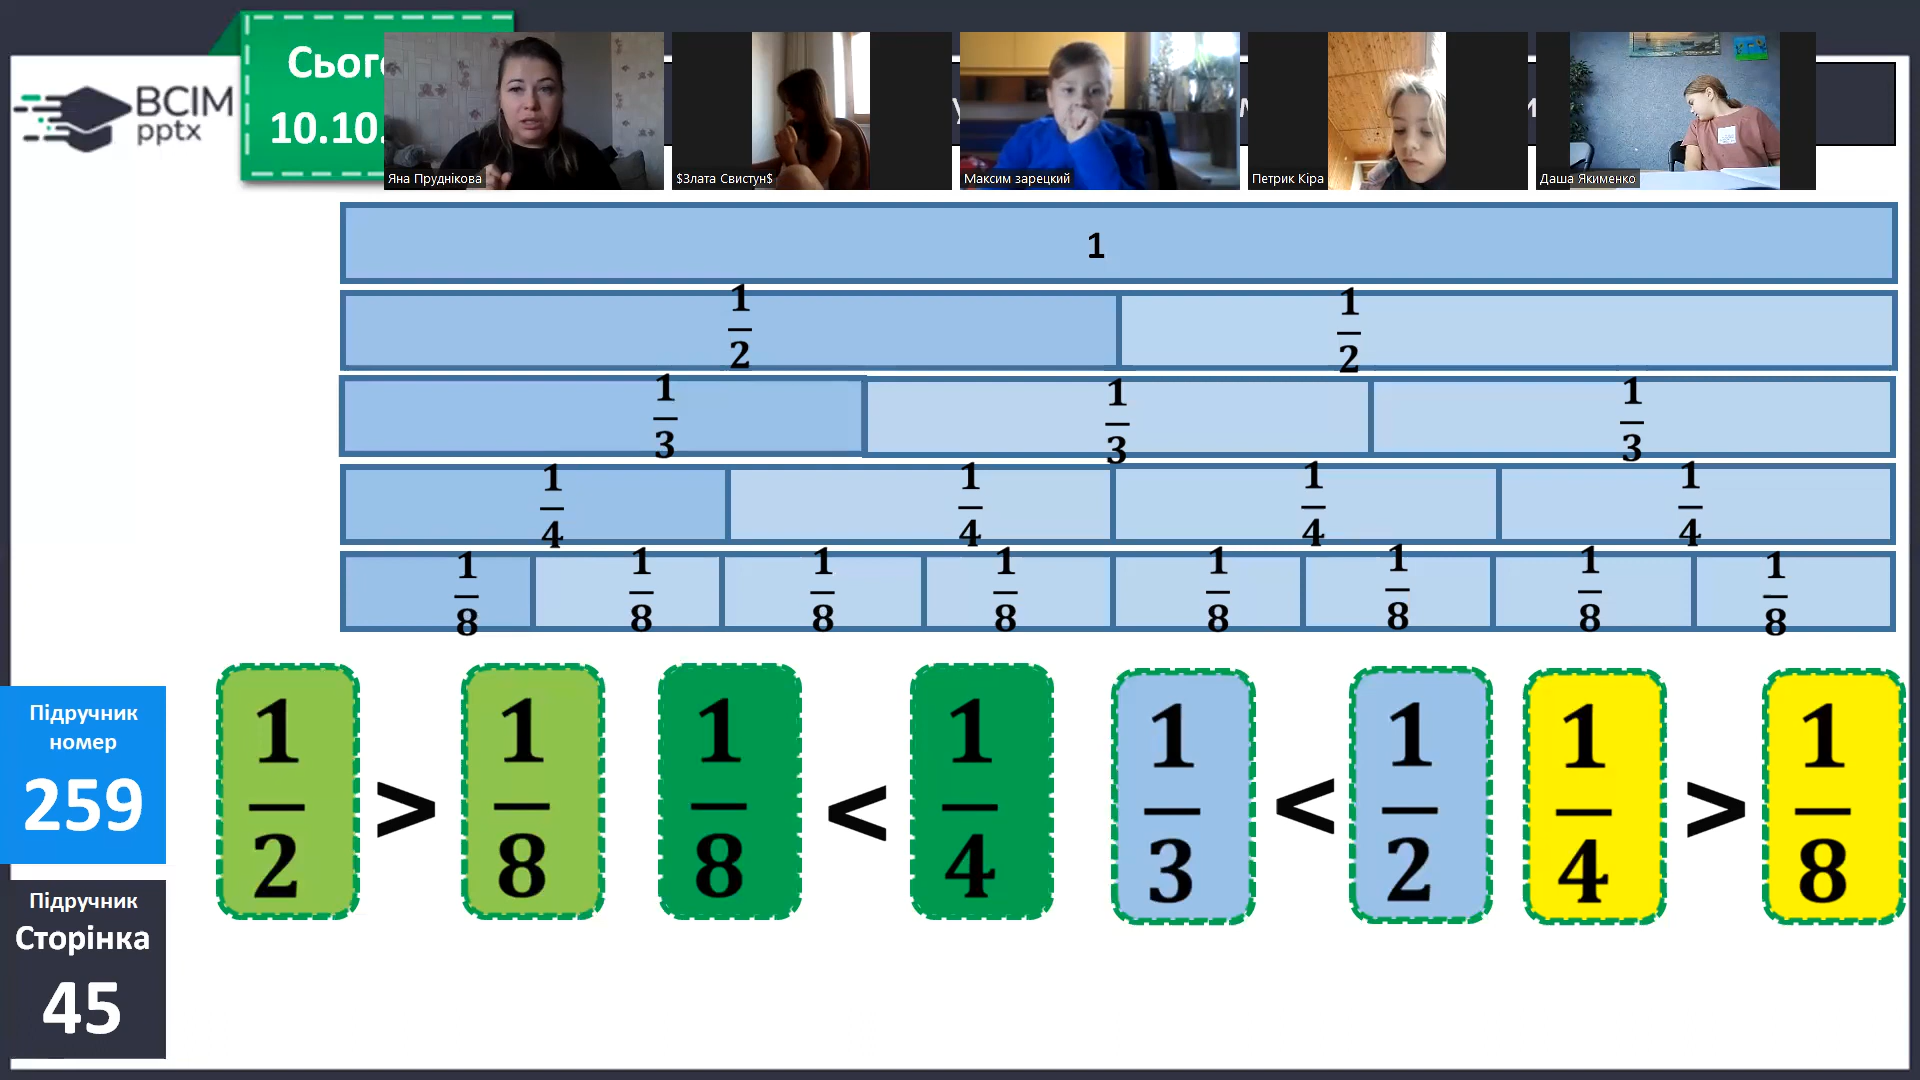 Сього
10.10.
ВСІМ
pptx
Яна Пруднікова
$Злата Свистун$
Максим зарецкий
Петрик Кіра
Даша Якименко
1
1/2 1/2
1/3 1/3 1/3
1/4 1/4 1/4 1/4
1/8 1/8 1/8 1/8 1/8 1/8 1/8 1/8
1/2 > 1/8 1/8 < 1/4 1/3 < 1/2 1/4 > 1/8
Підручник
номер
259
Підручник
Сторінка
45